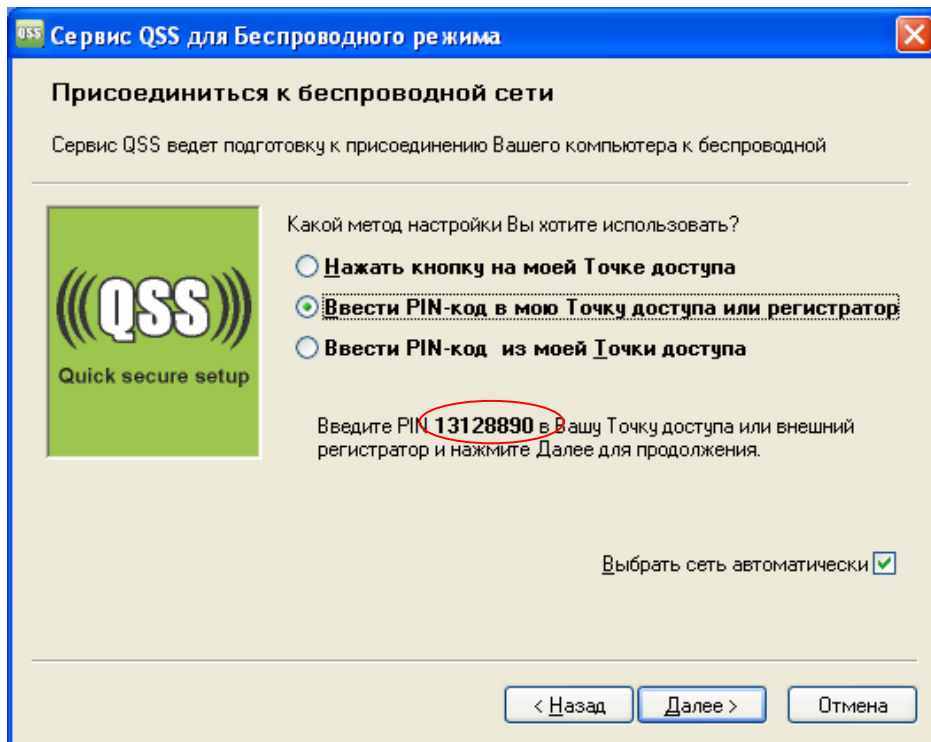 QSS Сервис QSS для Беспроводного режима
Присоединиться к беспроводной сети
Сервис QSS ведет подготовку к присоединению Вашего компьютера к беспроводной
Какой метод настройки Вы хотите использовать?
Нажать кнопку на моей Точке доступа
Ввести PIN-код в мою Точку доступа или регистратор
Ввести PIN-код из моей Точки доступа
QSS
Quick secure setup
Введите PIN 13128890 в Вашу Точку доступа или внешний
регистратор и нажмите Далее для продолжения.
Выбрать сеть автоматически
< Назад
Далее >
Отмена